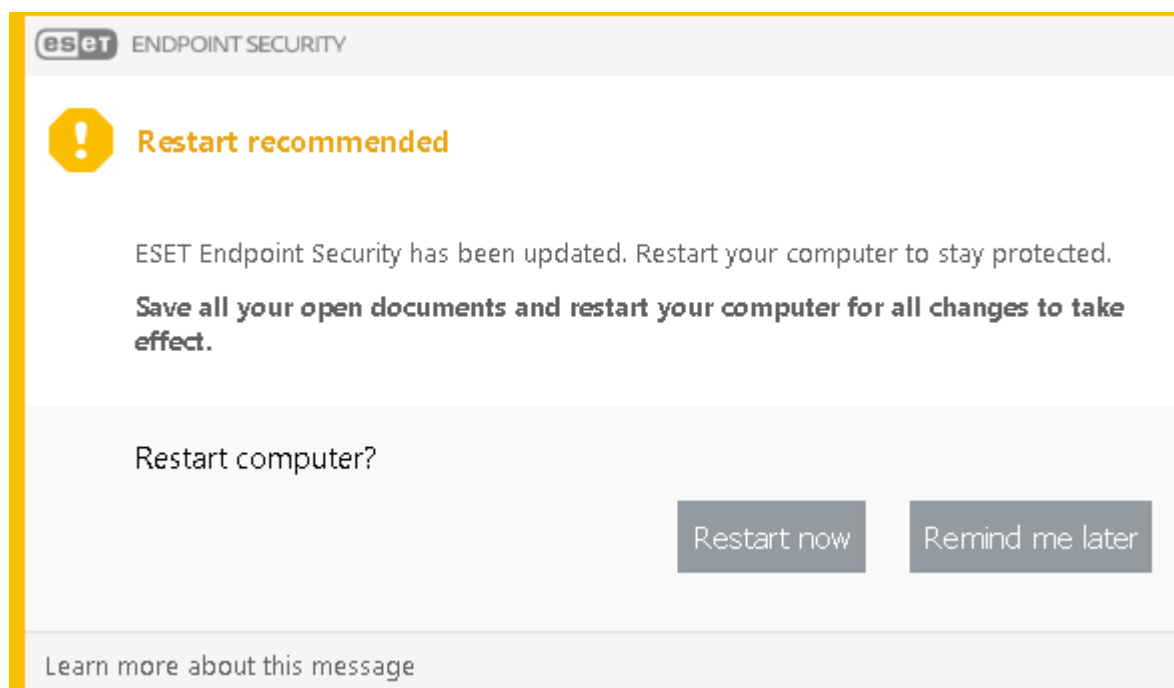 eset ENDPOINT SECURITY
Restart recommended
ESET Endpoint Security has been updated. Restart your computer to stay protected.
Save all your open documents and restart your computer for all changes to take
effect.
Restart computer?
Restart now Remind me later
Learn more about this message